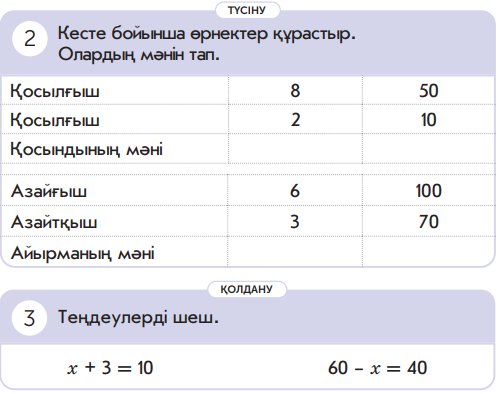 ТҮСІНУ
2
Кесте бойынша өрнектер құрастыр.
Олардың мәнін тап.
Қосылғыш 8 50
Қосылғыш 2 10
Қосындының мәні
Азайғыш 6 100
Азайтқыш 3 70
Айырманың мәні
ҚОЛДАНУ
3
Теңдеулерді шеш.
x + 3 = 10 60 – x = 40